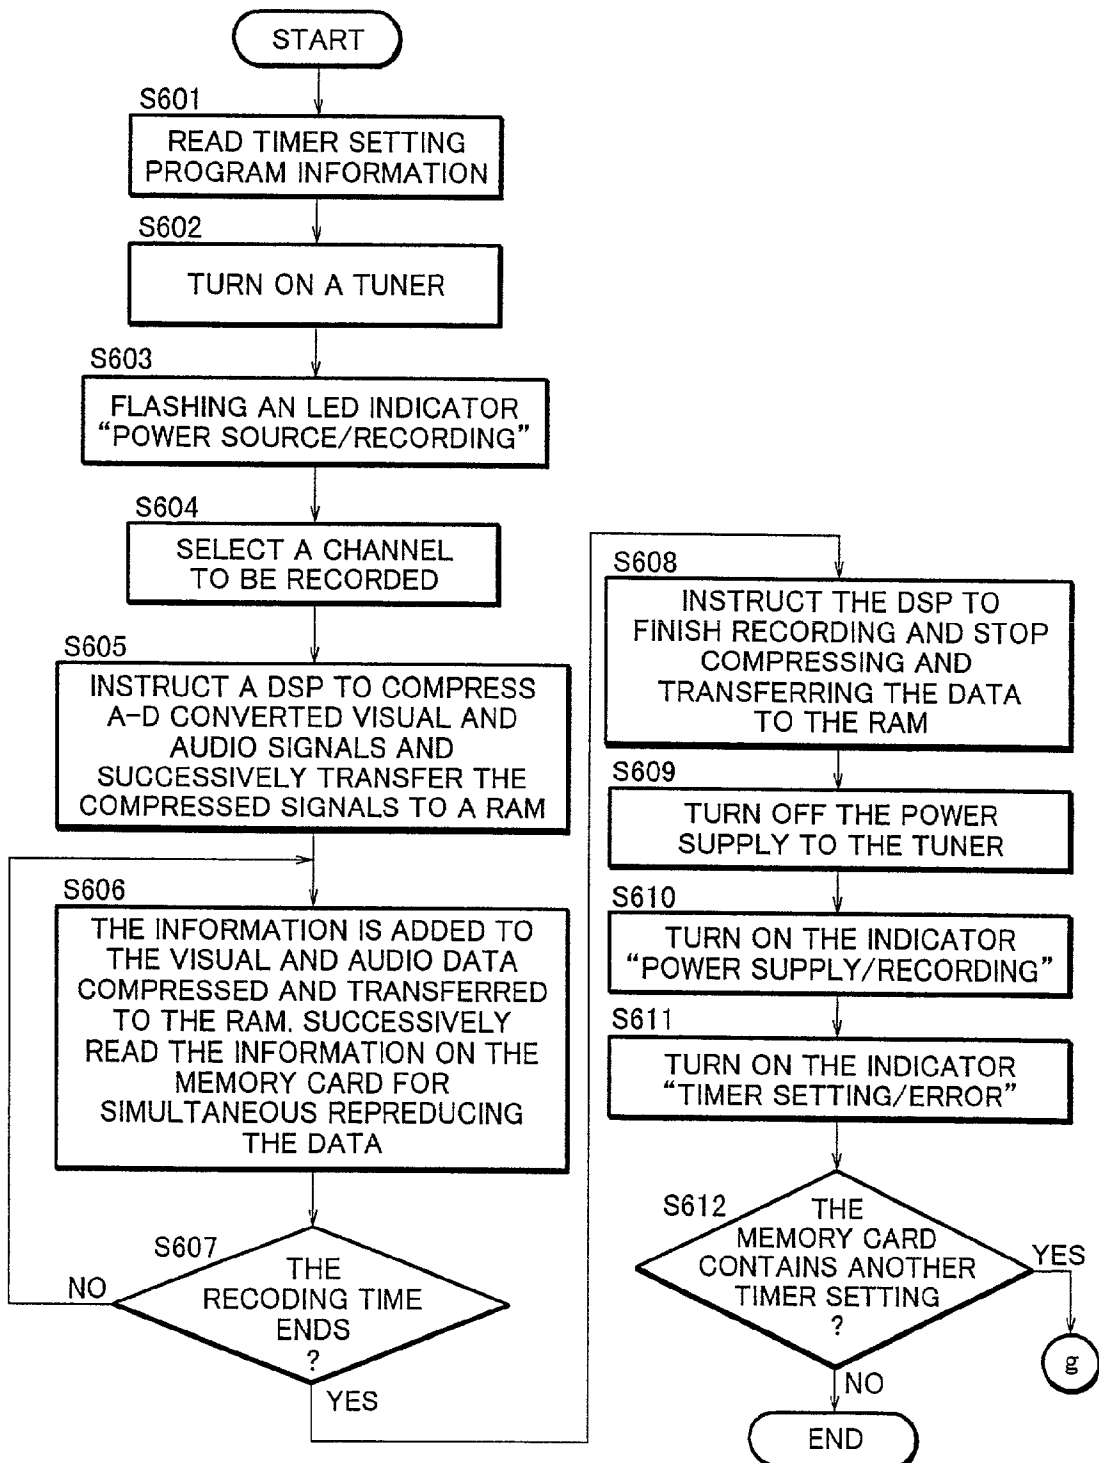 START
S601
READ TIMER SETTING
PROGRAM INFORMATION
S602
TURN ON A TUNER
S603
FLASHING AN LED INDICATOR
“POWER SOURCE/RECORDING”
S604
SELECT A CHANNEL
TO BE RECORDED
S605
INSTRUCT A DSP TO COMPRESS
A-D CONVERTED VISUAL AND
AUDIO SIGNALS AND
SUCCESSIVELY TRANSFER THE
COMPRESSED SIGNALS TO A RAM
S606
THE INFORMATION IS ADDED TO
THE VISUAL AND AUDIO DATA
COMPRESSED AND TRANSFERRED
TO THE RAM. SUCCESSIVELY
READ THE INFORMATION ON THE
MEMORY CARD FOR
SIMULTANEOUS REPREDUCING
THE DATA
S607
THE
RECODING TIME
ENDS
?
NO
YES
S608
INSTRUCT THE DSP TO
FINISH RECORDING AND STOP
COMPRESSING AND
TRANSFERRING THE DATA
TO THE RAM
S609
TURN OFF THE POWER
SUPPLY TO THE TUNER
S610
TURN ON THE INDICATOR
“POWER SUPPLY/RECORDING”
S611
TURN ON THE INDICATOR
“TIMER SETTING/ERROR”
S612
THE
MEMORY CARD
CONTAINS ANOTHER
TIMER SETTING
?
YES
g
NO
END